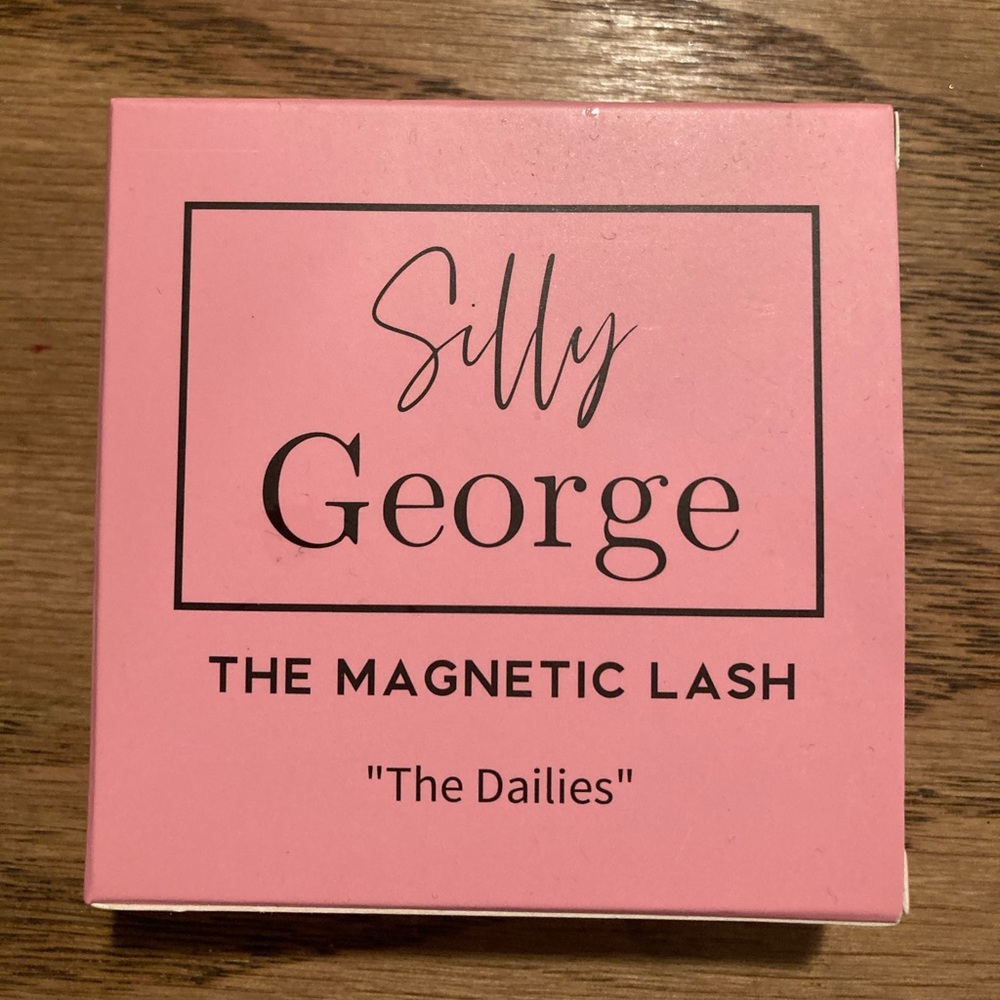 Silly
George
THE MAGNETIC LASH
"The Dailies"